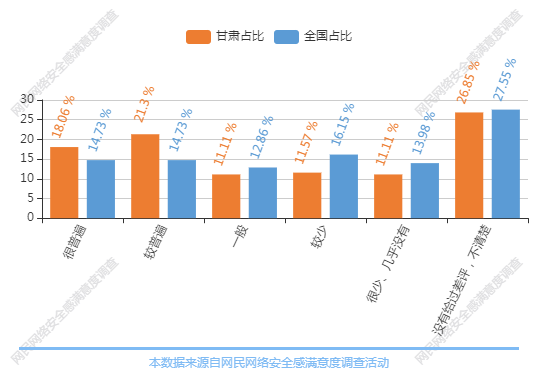 网民网络安全感满意度调查
网民网络安全感满意度调查
甘肃占比 全国占比
30
25
20
15
10
5
0
18.06 % 14.73 % 21.3 % 14.73 % 11.11 % 12.86 % 11.57 % 16.15 % 11.11 % 13.98 % 26.85 % 27.55 %
很普遍 较普遍 一般 较少 很少、几乎没有 没有给过差评，不清楚
网民网络安全感满意度调查
网民网络安全感满意度调查
本数据来源自网民网络安全感满意度调查活动